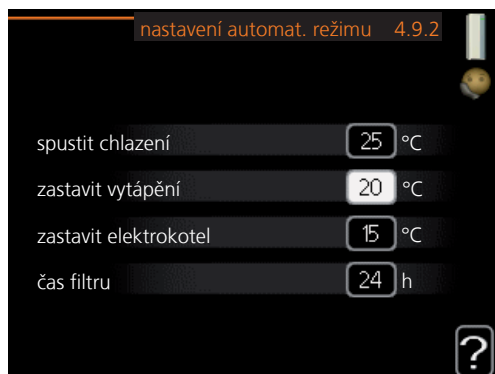 nastavení automat. režimu 4.9.2
spustit chlazení 25 °C
zastavit vytápění 20 °C
zastavit elektrokotel 15 °C
čas filtru 24 h
?